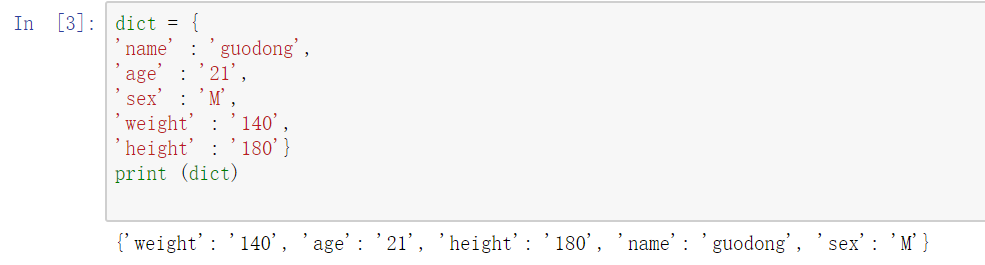 In [3]: dict = {
'name' : 'guodong',
'age' : '21',
'sex' : 'M',
'weight' : '140',
'height' : '180'}
print (dict)
{'weight': '140', 'age': '21', 'height': '180', 'name': 'guodong', 'sex': 'M'}